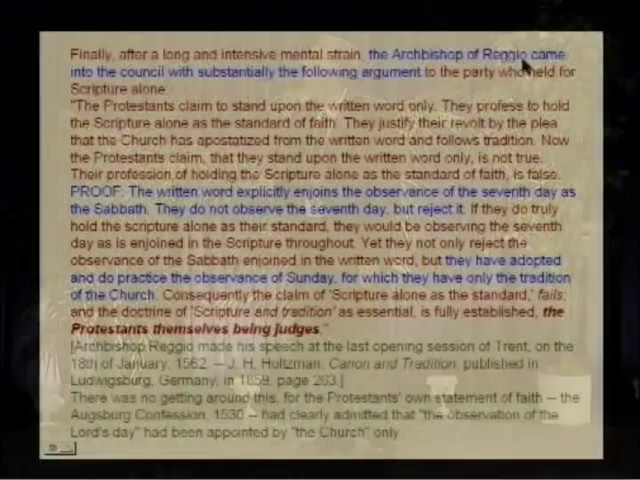 Finally, after a long and intensive mental strain, the Archbishop of Reggio came
into the council with substantially the following argument to the party who held for
Scripture alone:
"The Protestants claim to stand upon the written word only. They profess to hold
the Scripture alone as the standard of faith. They justify their revolt by the plea
that the Church has apostatized from the written word and follows tradition. Now
the Protestants claim, that they stand upon the written word only, is not true.
Their profession of holding the Scripture alone as the standard of faith, is false.
PROOF: The written word explicitly enjoins the observance of the seventh day as
the Sabbath. They do not observe the seventh day, but reject it. If they do truly
hold the scripture alone as their standard, they would be observing the seventh
day as is enjoined in the Scripture throughout. Yet they not only reject the
observance of the Sabbath enjoined in the written word, but they have adopted
and do practice the observance of Sunday, for which they have only the tradition
of the Church. Consequently the claim of 'Scripture alone as the standard,' fails;
and the doctrine of 'Scripture and tradition' as essential, is fully established, the
Protestants themselves being judges."
[Archbishop Reggio made his speech at the last opening session of Trent, on the
18th of January, 1562. -- J. H. Holtzman, Canon and Tradition, published in
Ludwigsburg, Germany, in 1859, page 263.]
There was no getting around this, for the Protestants' own statement of faith -- the
Augsburg Confession, 1530 -- had clearly admitted that "the observation of the
Lord's day" had been appointed by "the Church" only.